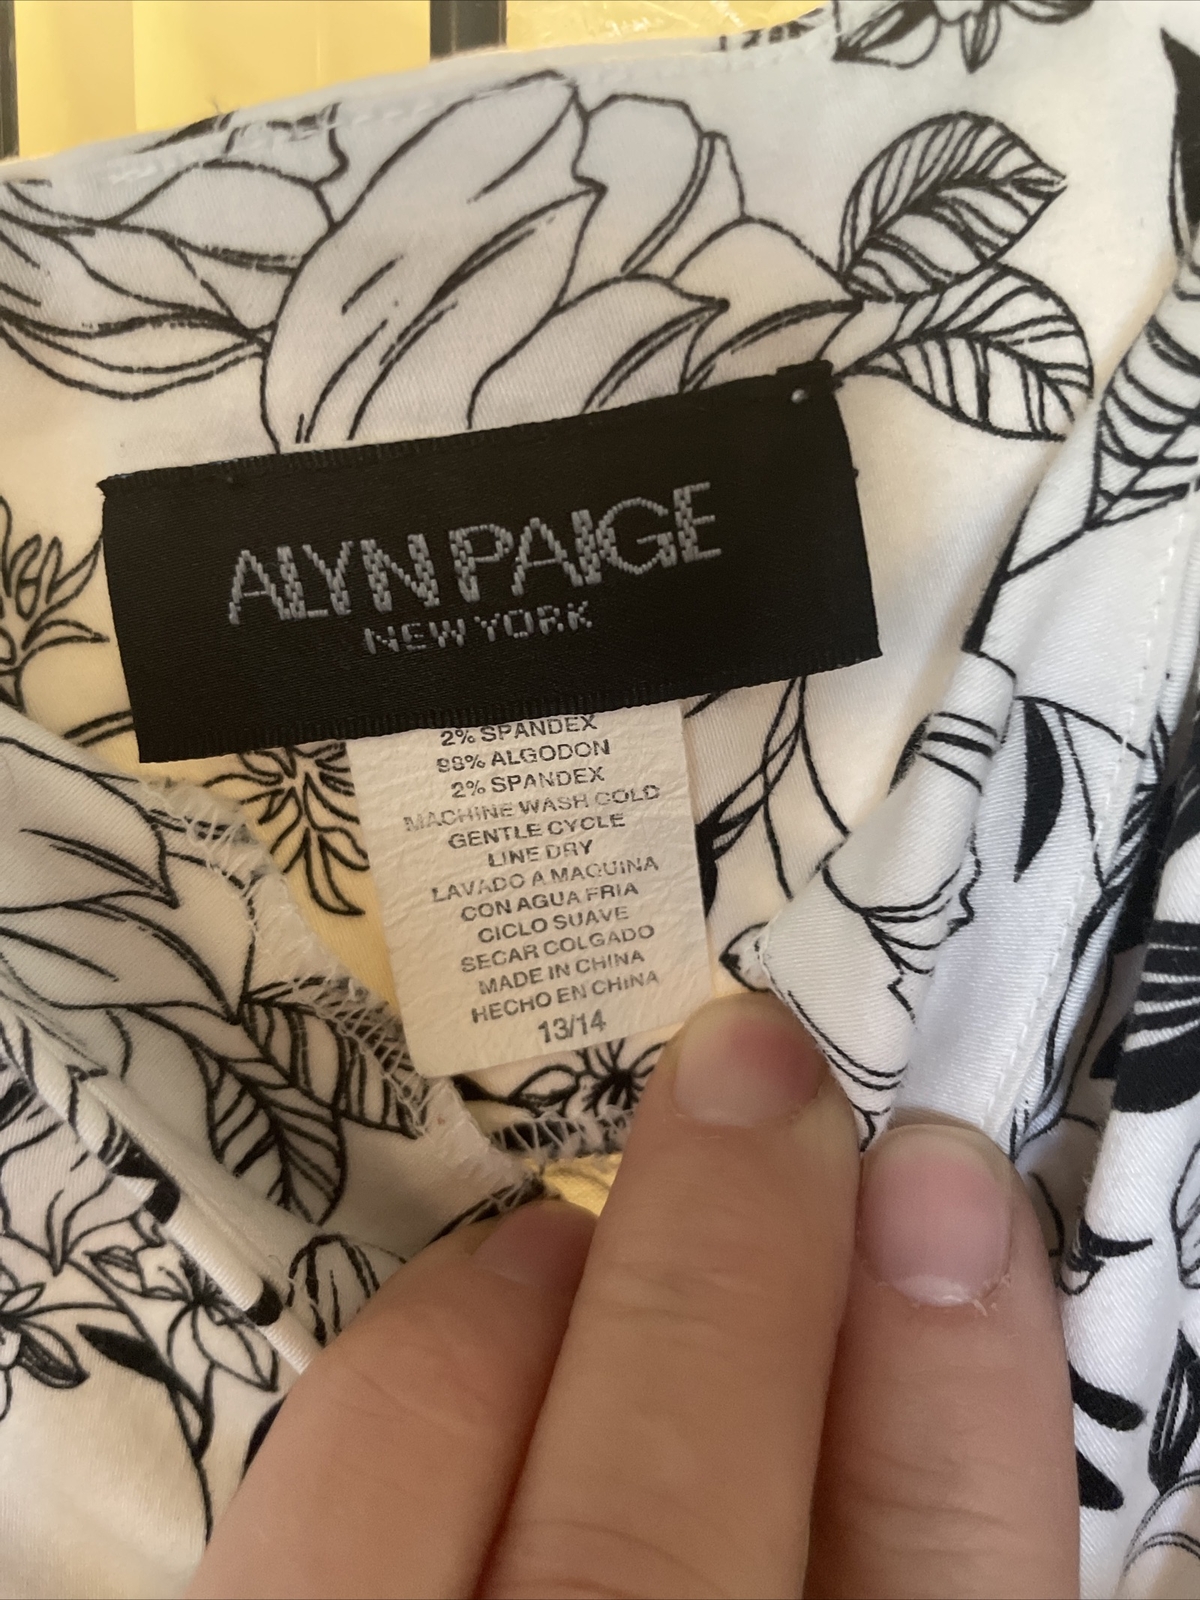 ALYN PAIGE
NEW YORK
2% SPANDEX
98% ALGODON
2% SPANDEX
MACHINE WASH COLD
GENTLE CYCLE
LINE DRY
LAVADO A MAQUINA
CON AGUA FRIA
CICLO SUAVE
SECAR COLGADO
MADE IN CHINA
HECHO EN CHINA
13/14